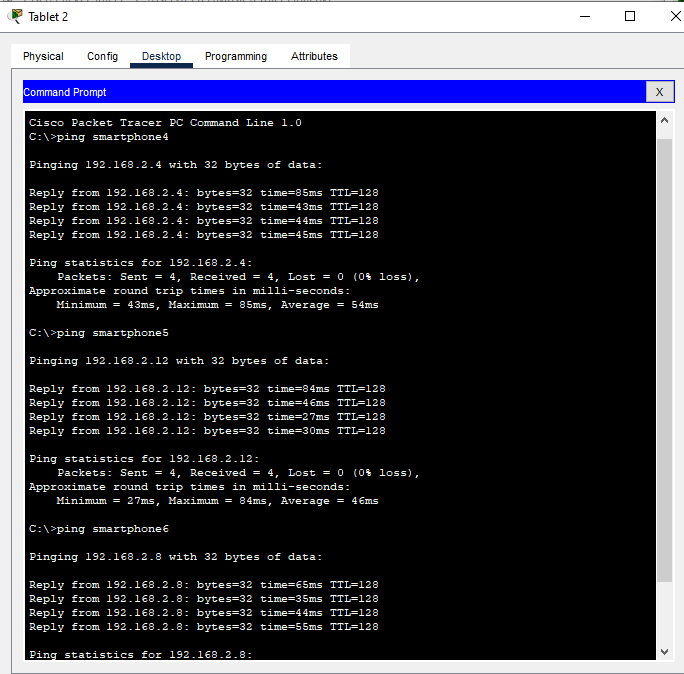 Tablet 2
Physical Config Desktop Programming Attributes
Command Prompt
X
Cisco Packet Tracer PC Command Line 1.0
C:\>ping smartphone4
Pinging 192.168.2.4 with 32 bytes of data:
Reply from 192.168.2.4: bytes=32 time=85ms TTL=128
Reply from 192.168.2.4: bytes=32 time=43ms TTL=128
Reply from 192.168.2.4: bytes=32 time=44ms TTL=128
Reply from 192.168.2.4: bytes=32 time=45ms TTL=128
Ping statistics for 192.168.2.4:
    Packets: Sent = 4, Received = 4, Lost = 0 (0% loss),
Approximate round trip times in milli-seconds:
    Minimum = 43ms, Maximum = 85ms, Average = 54ms
C:\>ping smartphone5
Pinging 192.168.2.12 with 32 bytes of data:
Reply from 192.168.2.12: bytes=32 time=84ms TTL=128
Reply from 192.168.2.12: bytes=32 time=46ms TTL=128
Reply from 192.168.2.12: bytes=32 time=27ms TTL=128
Reply from 192.168.2.12: bytes=32 time=30ms TTL=128
Ping statistics for 192.168.2.12:
    Packets: Sent = 4, Received = 4, Lost = 0 (0% loss),
Approximate round trip times in milli-seconds:
    Minimum = 27ms, Maximum = 84ms, Average = 46ms
C:\>ping smartphone6
Pinging 192.168.2.8 with 32 bytes of data:
Reply from 192.168.2.8: bytes=32 time=65ms TTL=128
Reply from 192.168.2.8: bytes=32 time=35ms TTL=128
Reply from 192.168.2.8: bytes=32 time=44ms TTL=128
Reply from 192.168.2.8: bytes=32 time=55ms TTL=128
Ping statistics for 192.168.2.8: